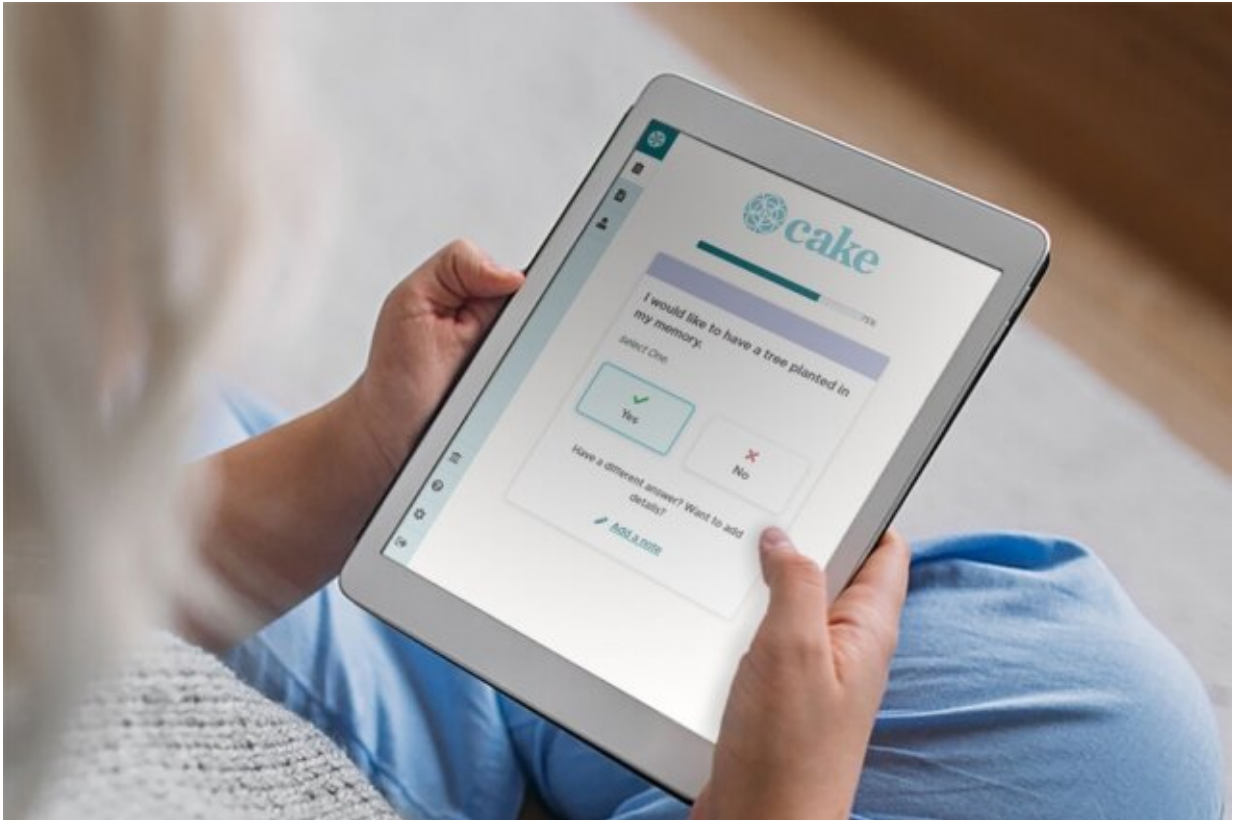 cake
75%
I would like to have a tree planted in
my memory.
Select One.
Yes
No
Have a different answer? Want to add
details?
Add a note